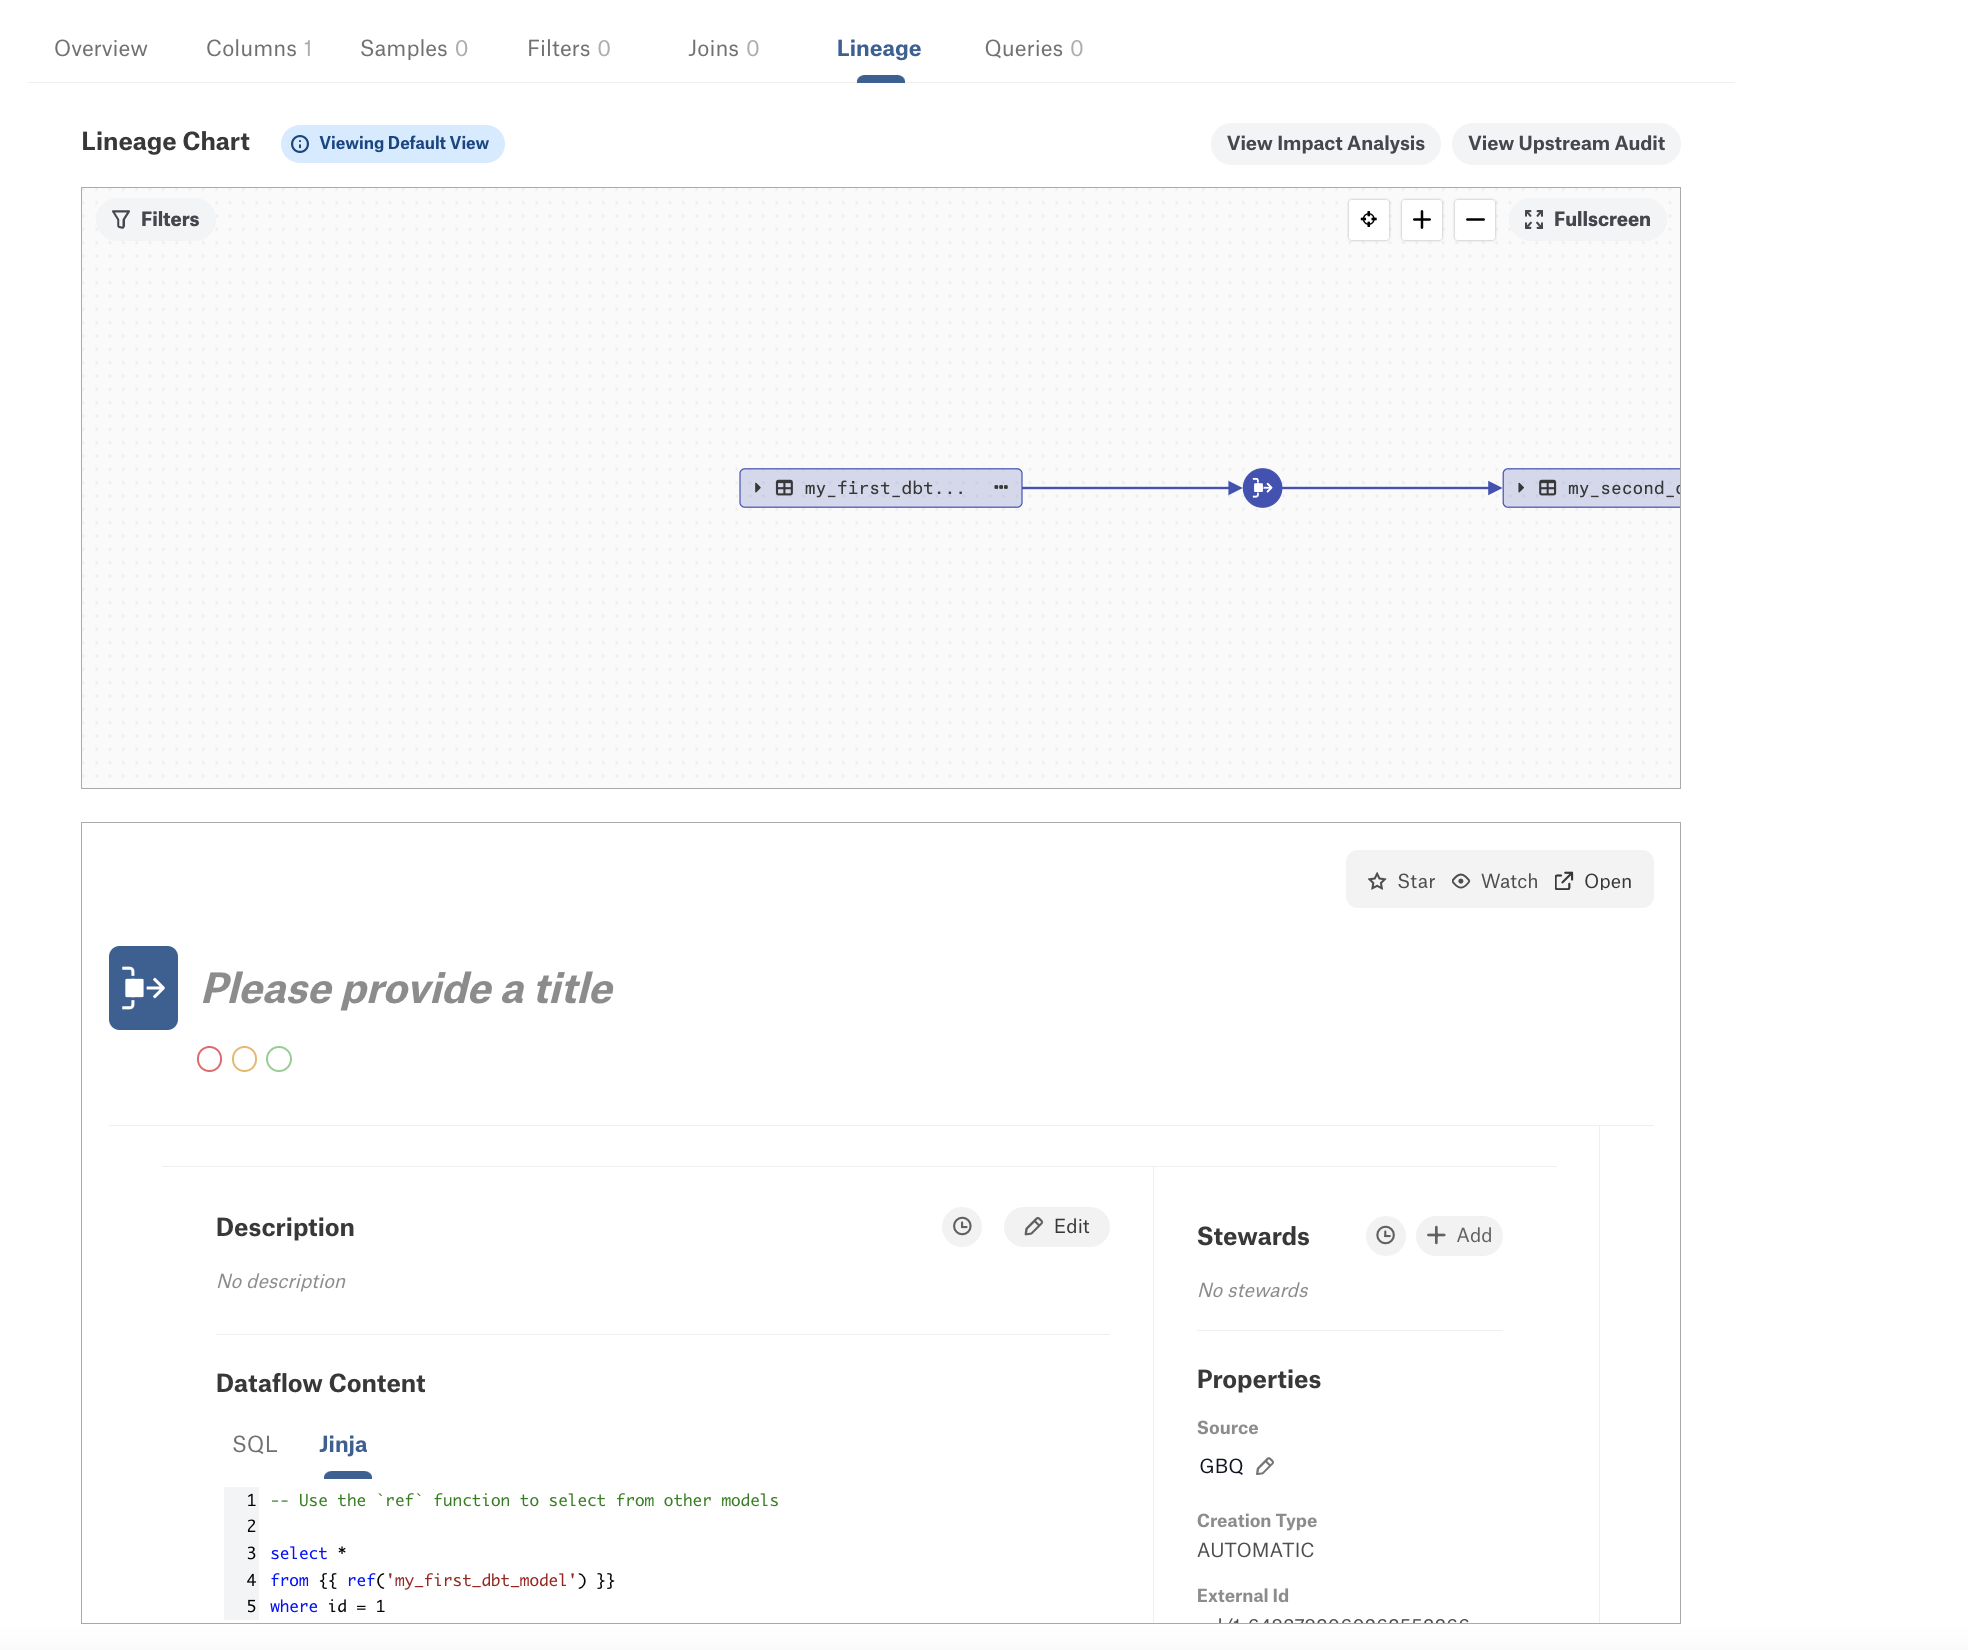 Overview Columns 1 Samples 0 Filters 0 Joins 0 Lineage Queries 0
Lineage Chart Viewing Default View View Impact Analysis View Upstream Audit
Filters Fullscreen
my_first_dbt... my_second_
Star Watch Open
Please provide a title
Description Edit
No description
Stewards Add
No stewards
Dataflow Content
SQL Jinja
1 -- Use the `ref` function to select from other models
2
3 select *
4 from {{ ref('my_first_dbt_model') }}
5 where id = 1
Properties
Source
GBQ
Creation Type
AUTOMATIC
External Id